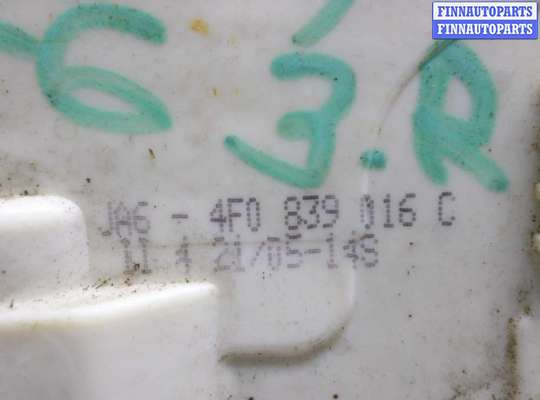 FINNAUTOPARTS
FINNAUTOPARTS
6
3.R
JA6 - 4F0 839 016 C
11 4 21/05-14S